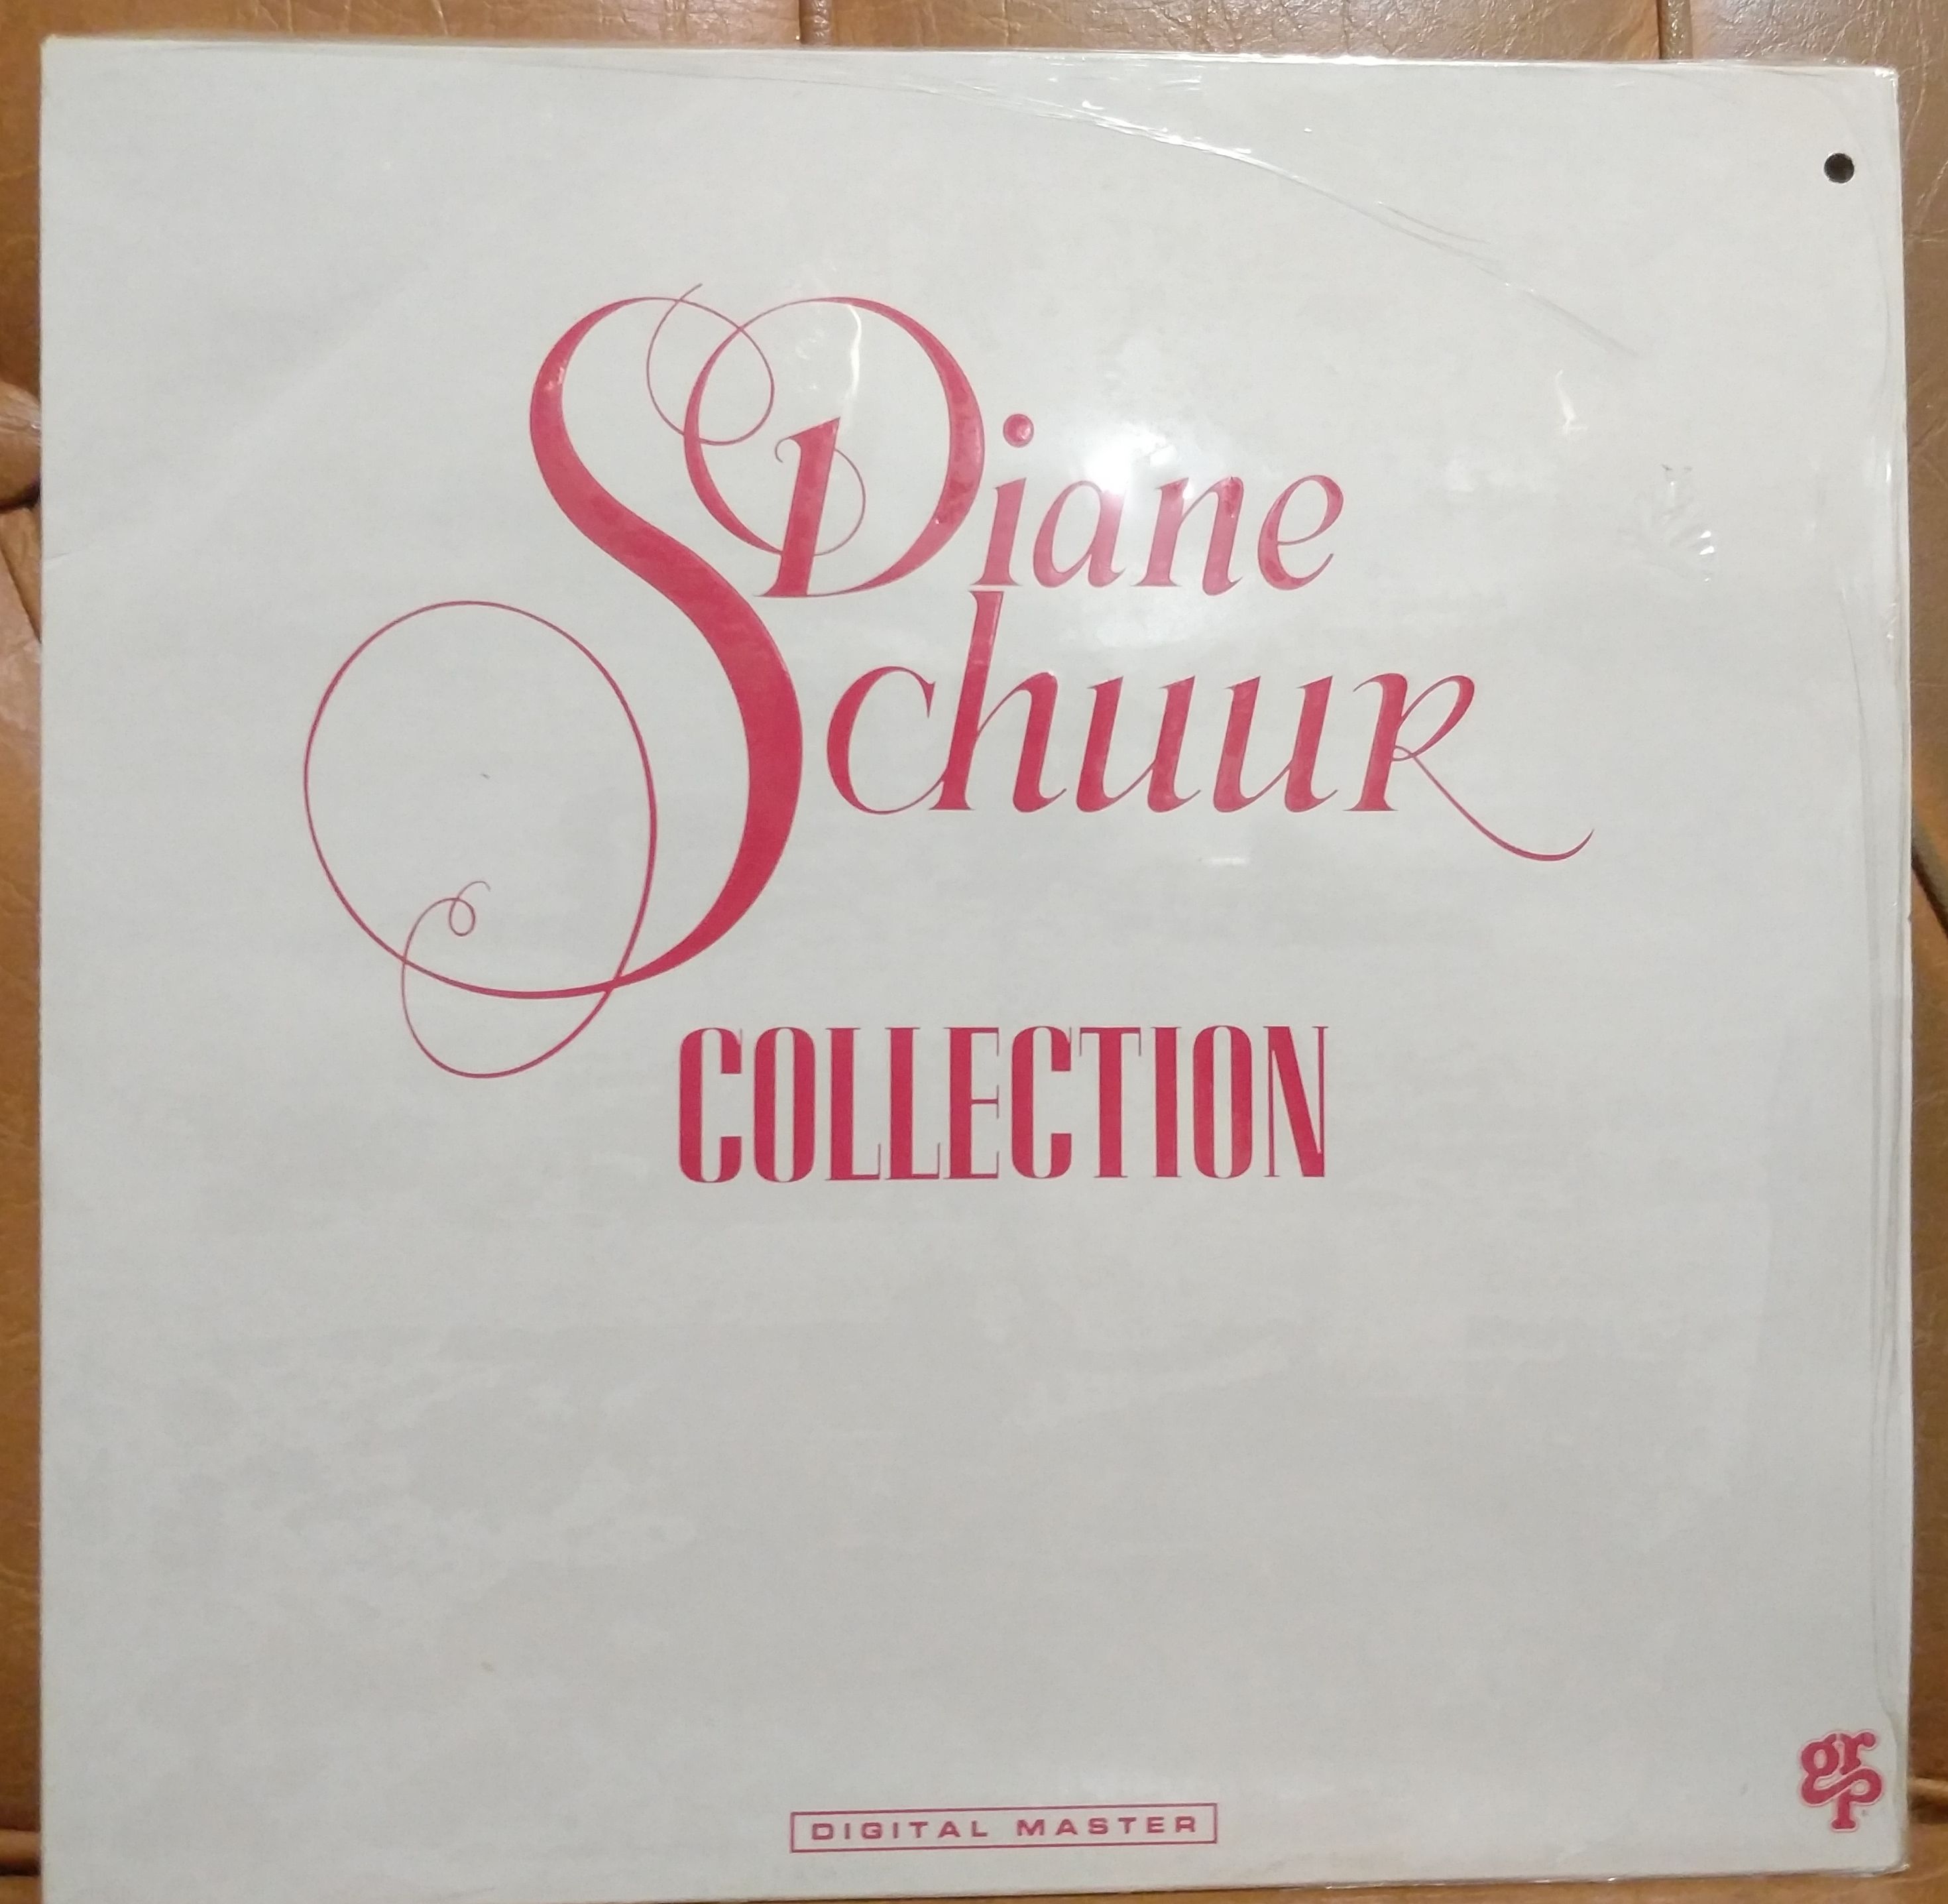 Diane
Schuur
COLLECTION
DIGITAL MASTER
grp